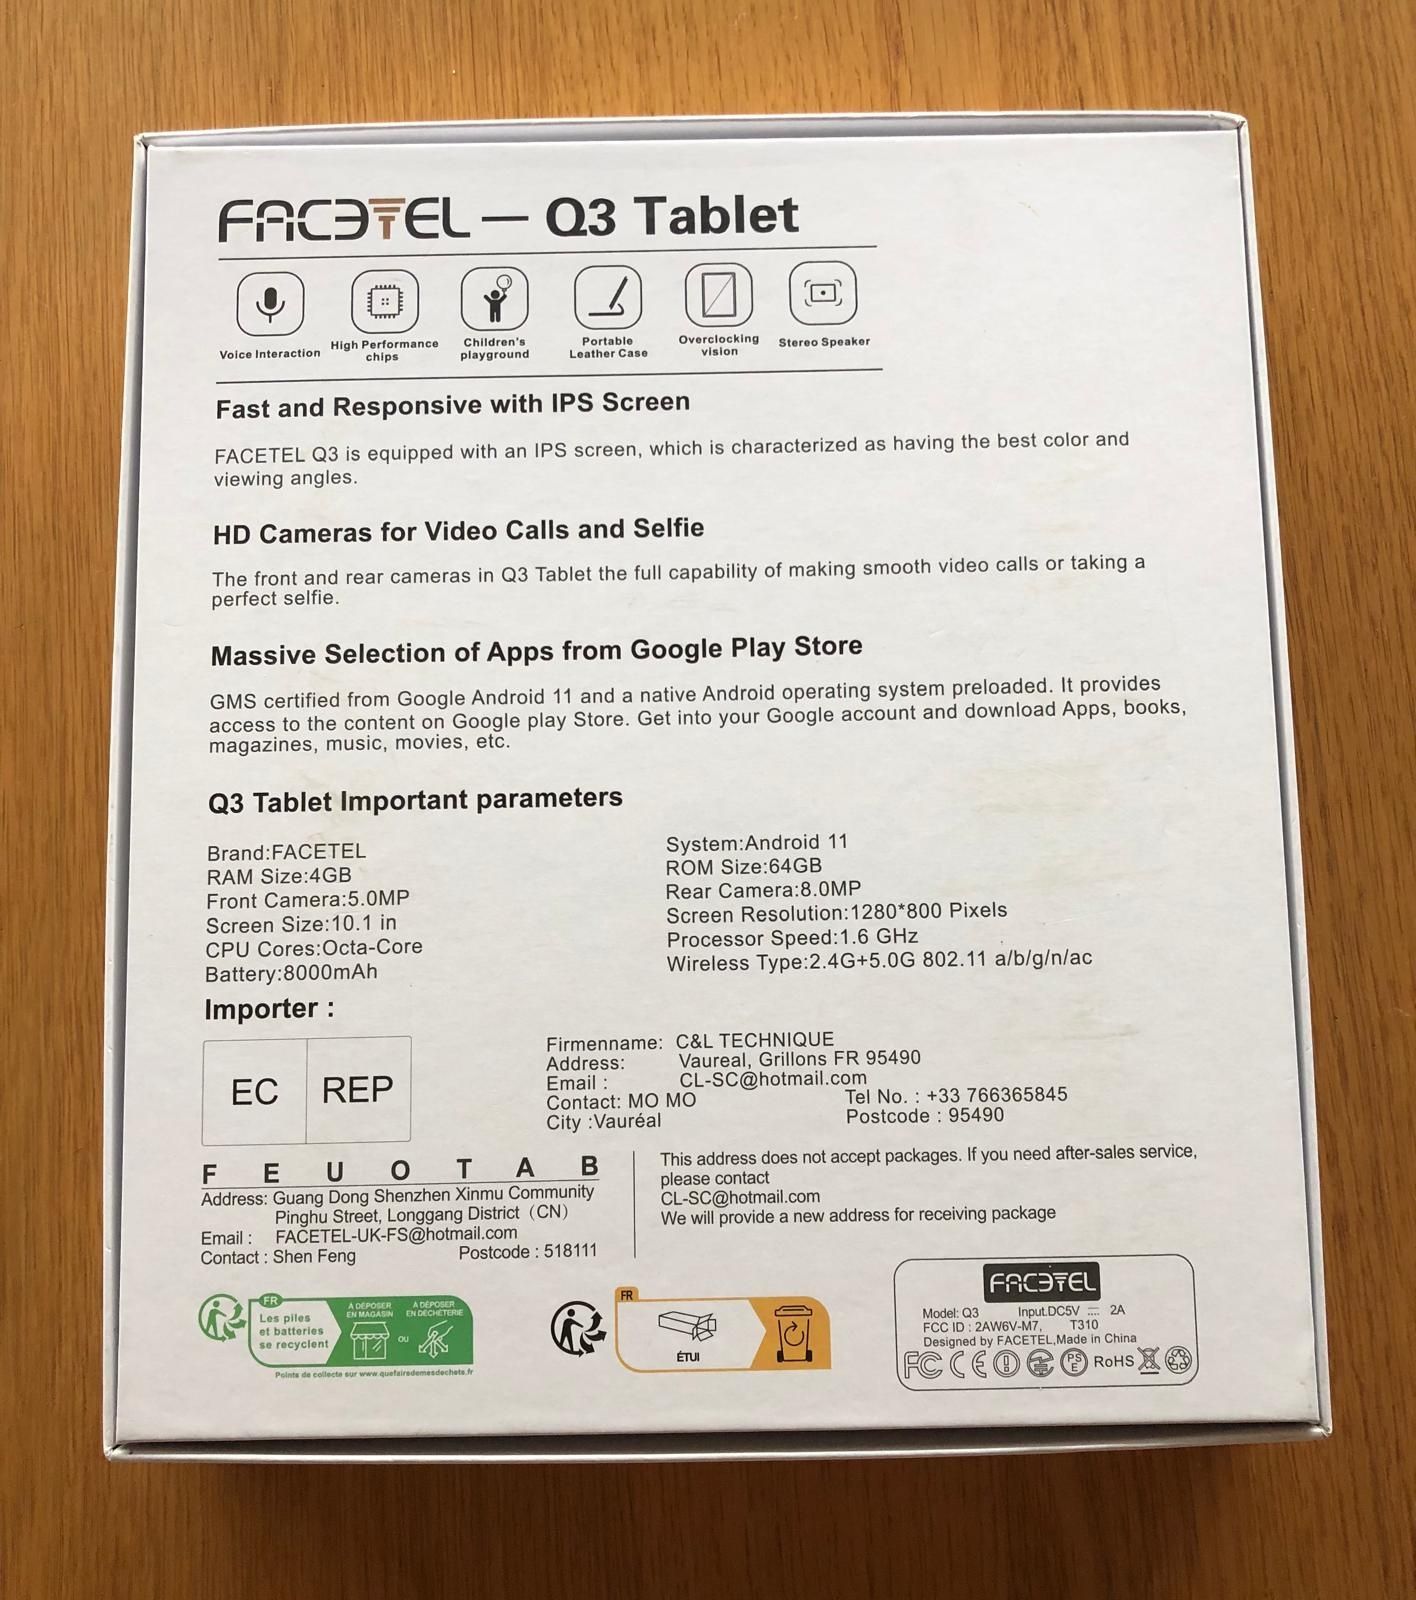 FACETEL — Q3 Tablet
Voice Interaction
High Performance
chips
Children's
playground
Portable
Leather Case
Overclocking
vision
Stereo Speaker
Fast and Responsive with IPS Screen
FACETEL Q3 is equipped with an IPS screen, which is characterized as having the best color and
viewing angles.
HD Cameras for Video Calls and Selfie
The front and rear cameras in Q3 Tablet the full capability of making smooth video calls or taking a
perfect selfie.
Massive Selection of Apps from Google Play Store
GMS certified from Google Android 11 and a native Android operating system preloaded. It provides
access to the content on Google play Store. Get into your Google account and download Apps, books,
magazines, music, movies, etc.
Q3 Tablet Important parameters
Brand:FACETEL
RAM Size:4GB
Front Camera:5.0MP
Screen Size:10.1 in
CPU Cores:Octa-Core
Battery:8000mAh
System:Android 11
ROM Size:64GB
Rear Camera:8.0MP
Screen Resolution:1280*800 Pixels
Processor Speed:1.6 GHz
Wireless Type:2.4G+5.0G 802.11 a/b/g/n/ac
Importer :
EC REP
Firmenname: C&L TECHNIQUE
Address: Vaureal, Grillons FR 95490
Email : CL-SC@hotmail.com
Contact: MO MO Tel No. : +33 766365845
City :Vauréal Postcode : 95490
F E U O T A B
Address: Guang Dong Shenzhen Xinmu Community
Pinghu Street, Longgang District（CN）
Email : FACETEL-UK-FS@hotmail.com
Contact : Shen Feng Postcode : 518111
This address does not accept packages. If you need after-sales service,
please contact
CL-SC@hotmail.com
We will provide a new address for receiving package
FR
Les piles
et batteries
se recyclent
A DÉPOSER
EN MAGASIN
OU
A DÉPOSER
EN DÉCHÈTERIE
Points de collecte sur www.quefairedemesdechets.fr
FR
ÉTUI
FACETEL
Model: Q3 Input:DC5V ⎓ 2A
FCC ID : 2AW6V-M7, T310
Designed by FACETEL,Made in China
FC CE PSE RoHS